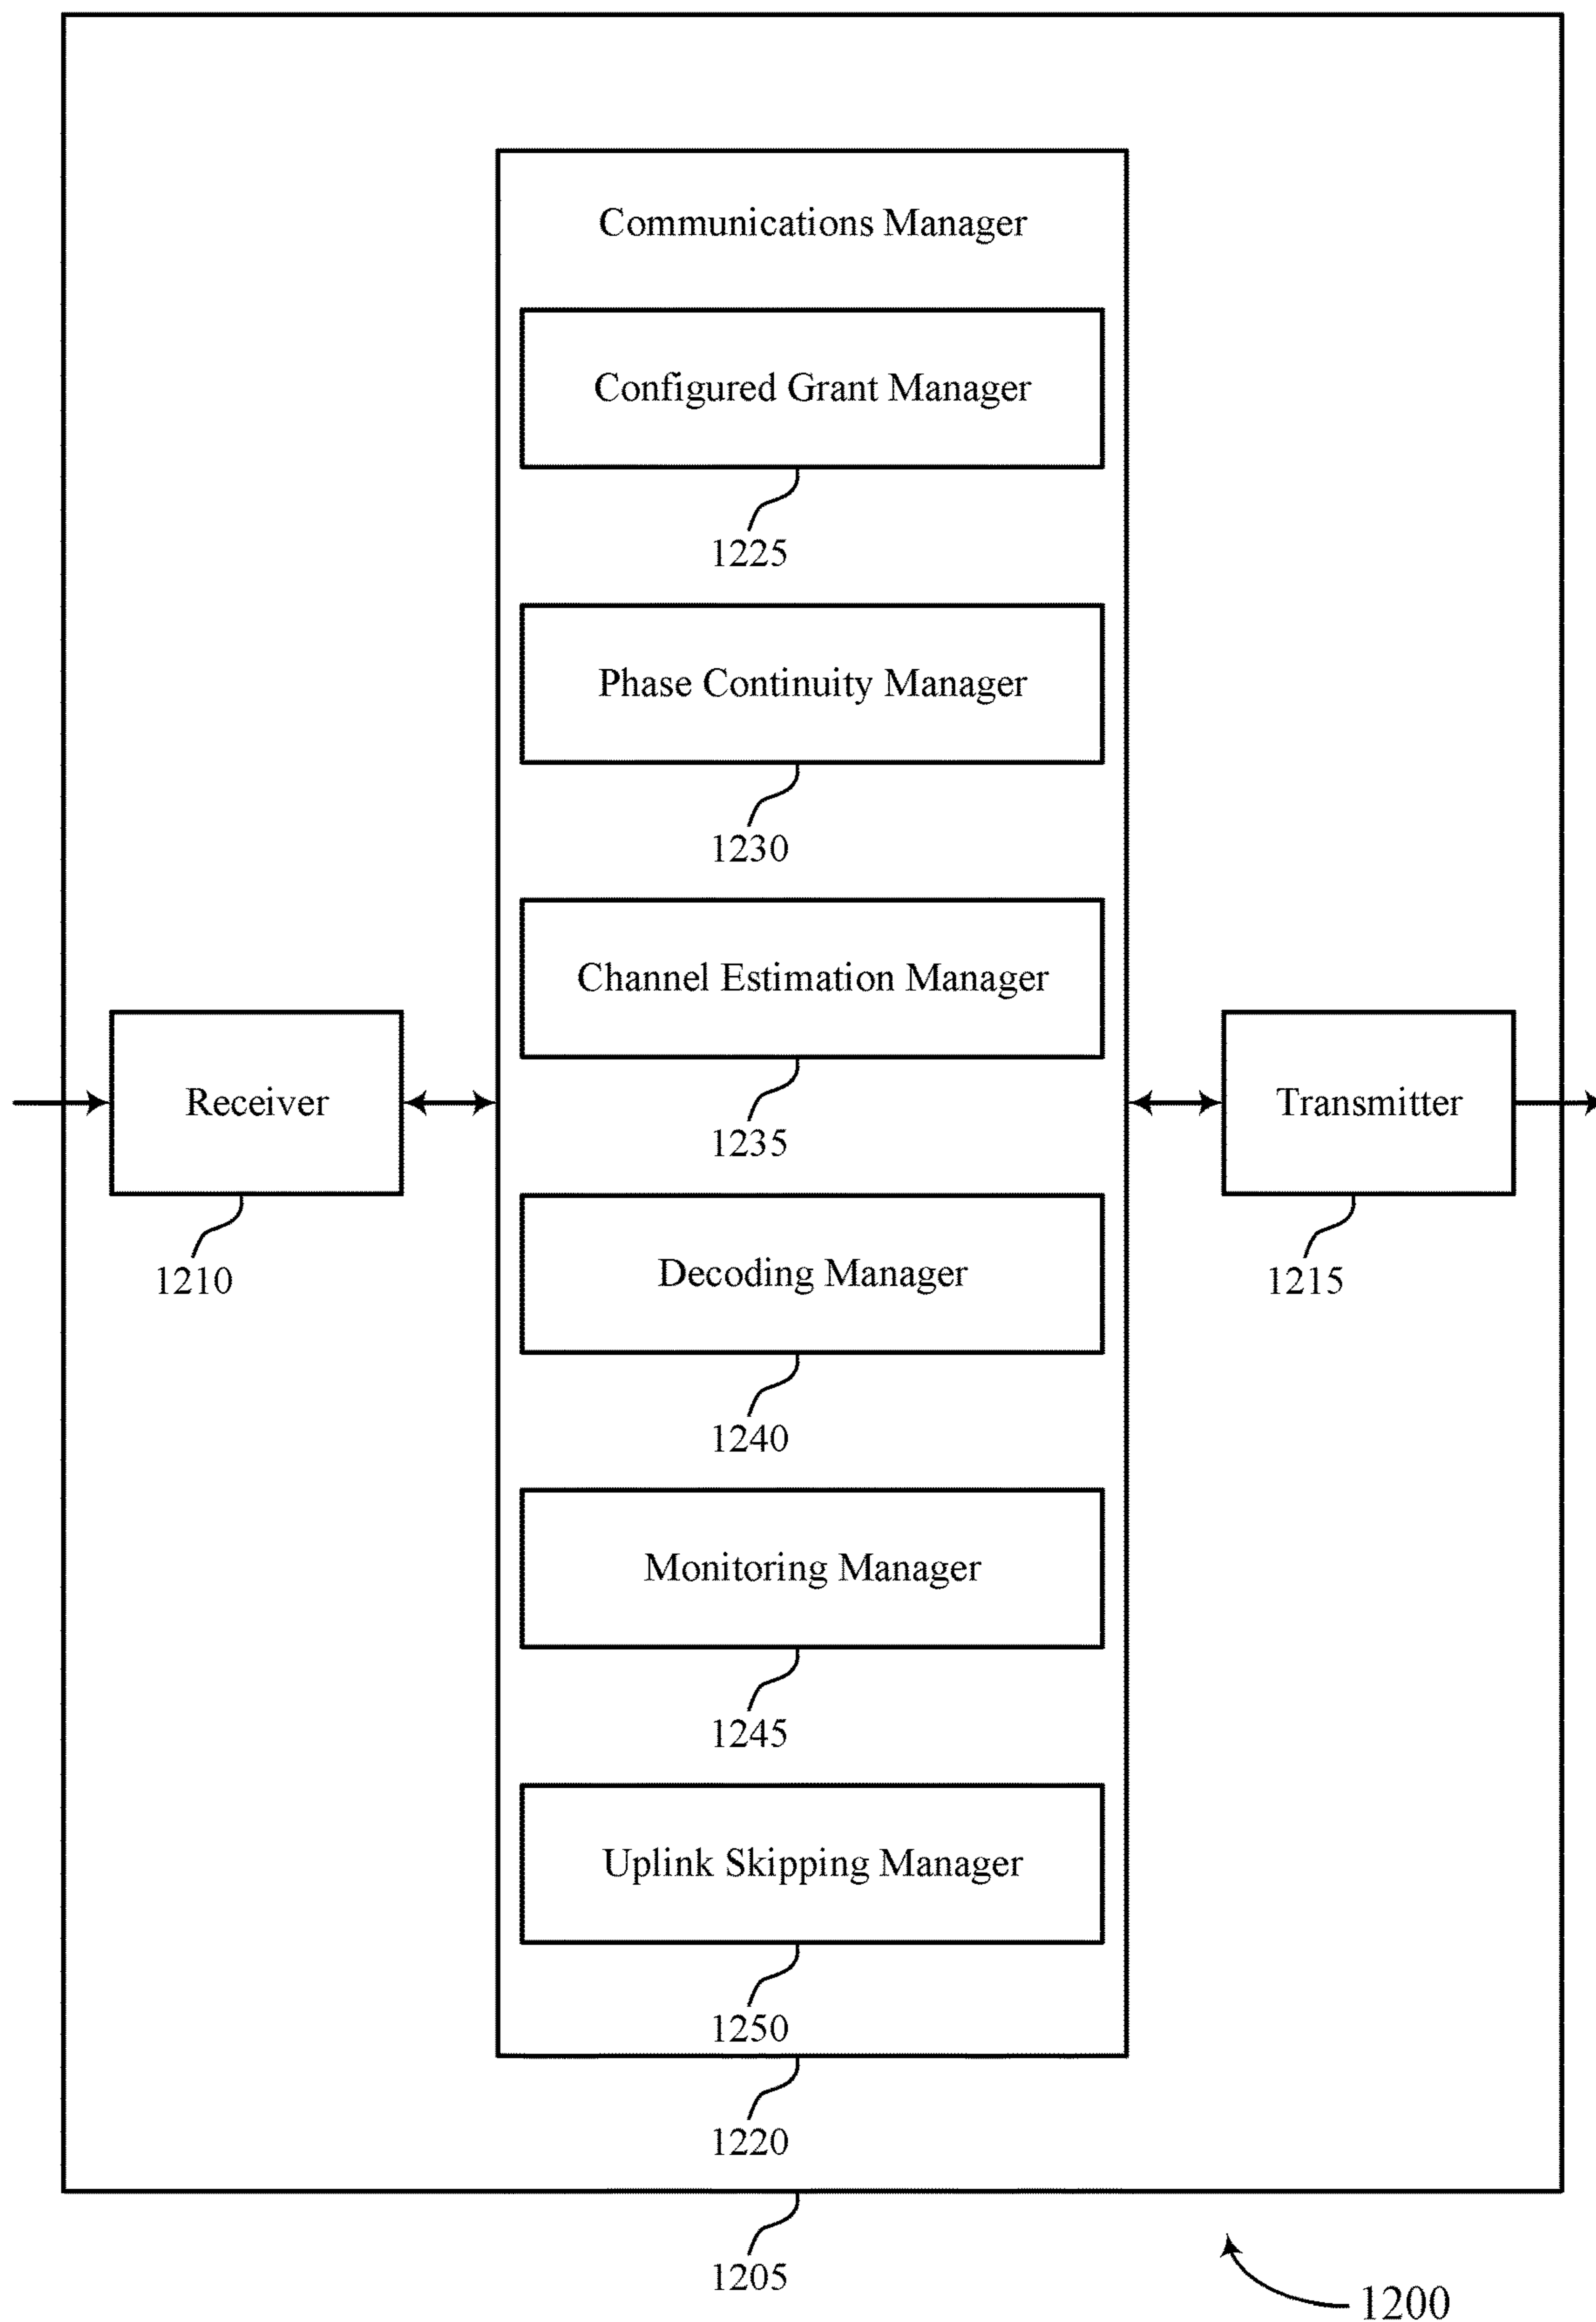 Communications Manager
Configured Grant Manager
1225
Phase Continuity Manager
1230
Channel Estimation Manager
1235
Receiver
1210
Transmitter
1215
Decoding Manager
1240
Monitoring Manager
1245
Uplink Skipping Manager
1250
1220
1205
1200